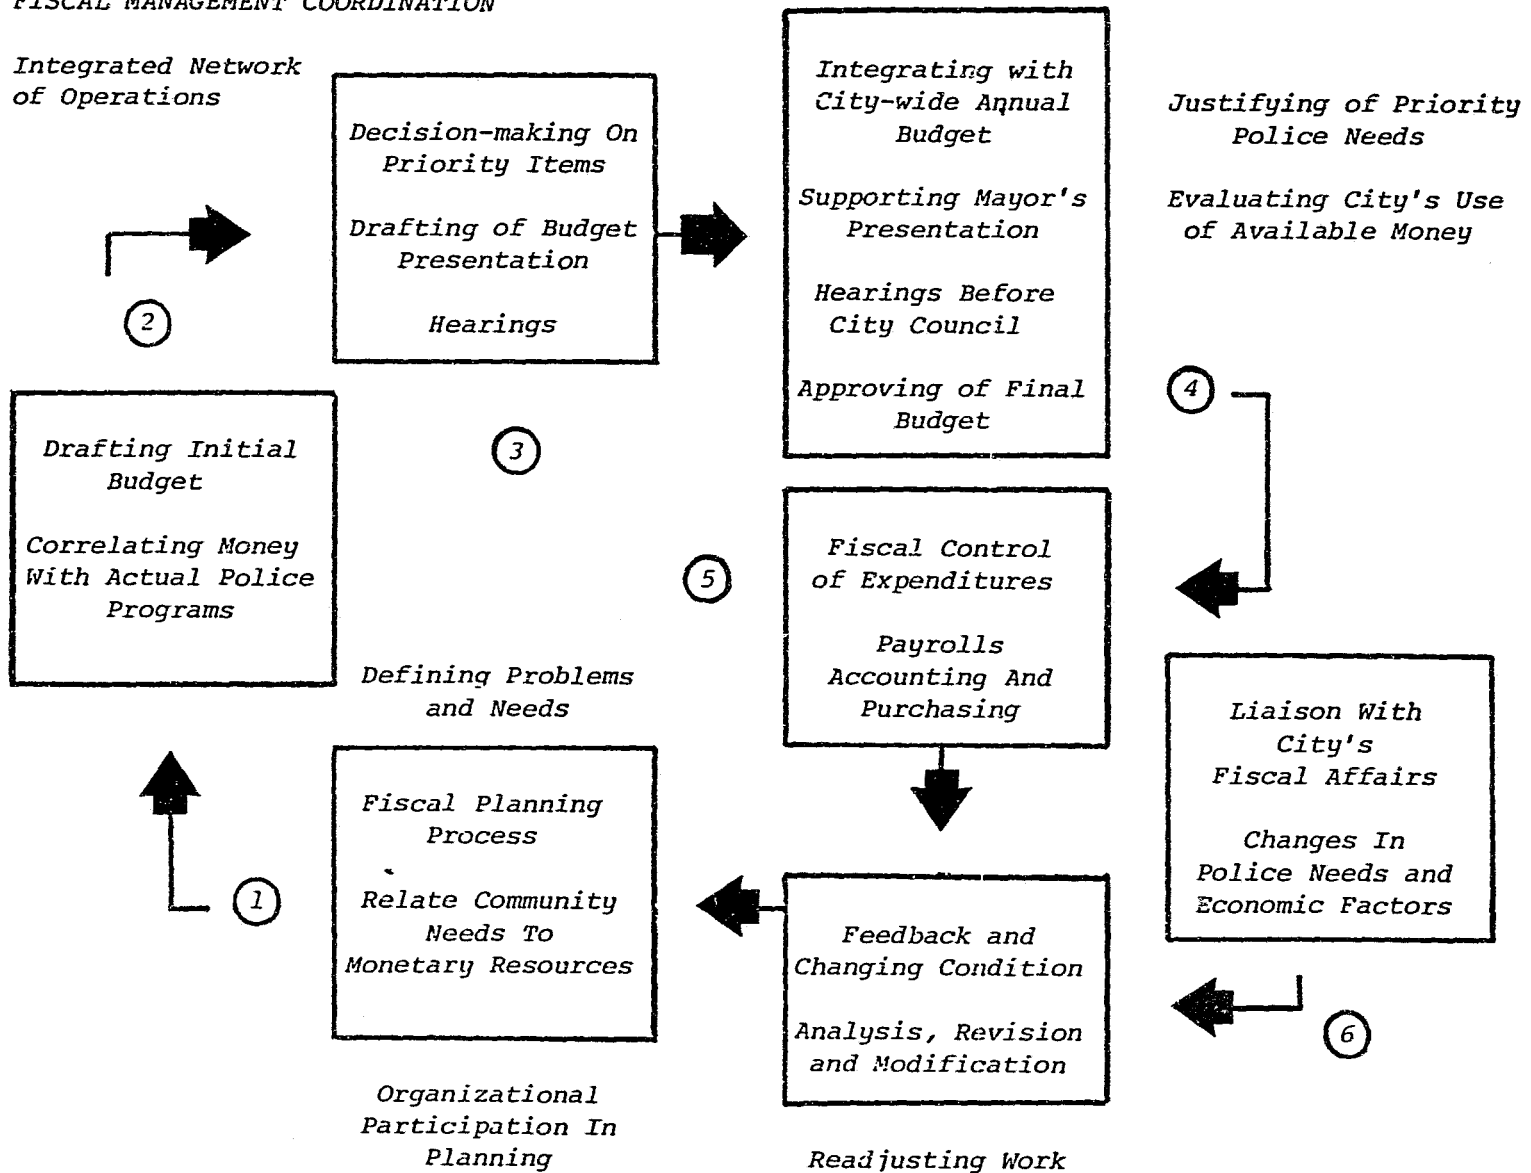 FISCAL MANAGEMENT COORDINATION
Integrated Network
of Operations
Decision-making On
Priority Items
Drafting of Budget
Presentation
Hearings
Integrating with
City-wide Annual
Budget
Supporting Mayor's
Presentation
Hearings Before
City Council
Approving of Final
Budget
Justifying of Priority
Police Needs
Evaluating City's Use
of Available Money
2
3
4
Drafting Initial
Budget
Correlating Money
With Actual Police
Programs
5
Fiscal Control
of Expenditures
Payrolls
Accounting And
Purchasing
Liaison With
City's
Fiscal Affairs
Changes In
Police Needs and
Economic Factors
Defining Problems
and Needs
1
Fiscal Planning
Process
Relate Community
Needs To
Monetary Resources
Organizational
Participation In
Planning
Feedback and
Changing Condition
Analysis, Revision
and Modification
Readjusting Work
6